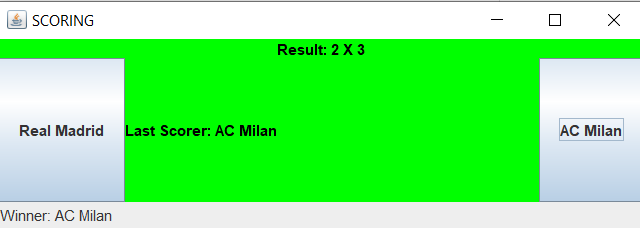 SCORING
Result: 2 X 3
Real Madrid
Last Scorer: AC Milan
AC Milan
Winner: AC Milan